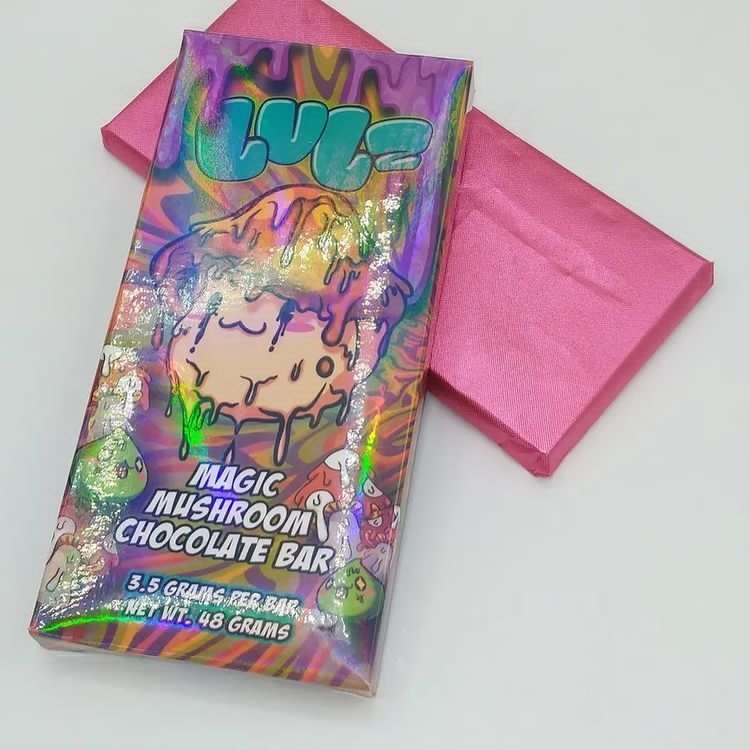 LULZ
MAGIC
MUSHROOM
CHOCOLATE BAR
3.5 GRAMS PER BAR
NET WT. 48 GRAMS